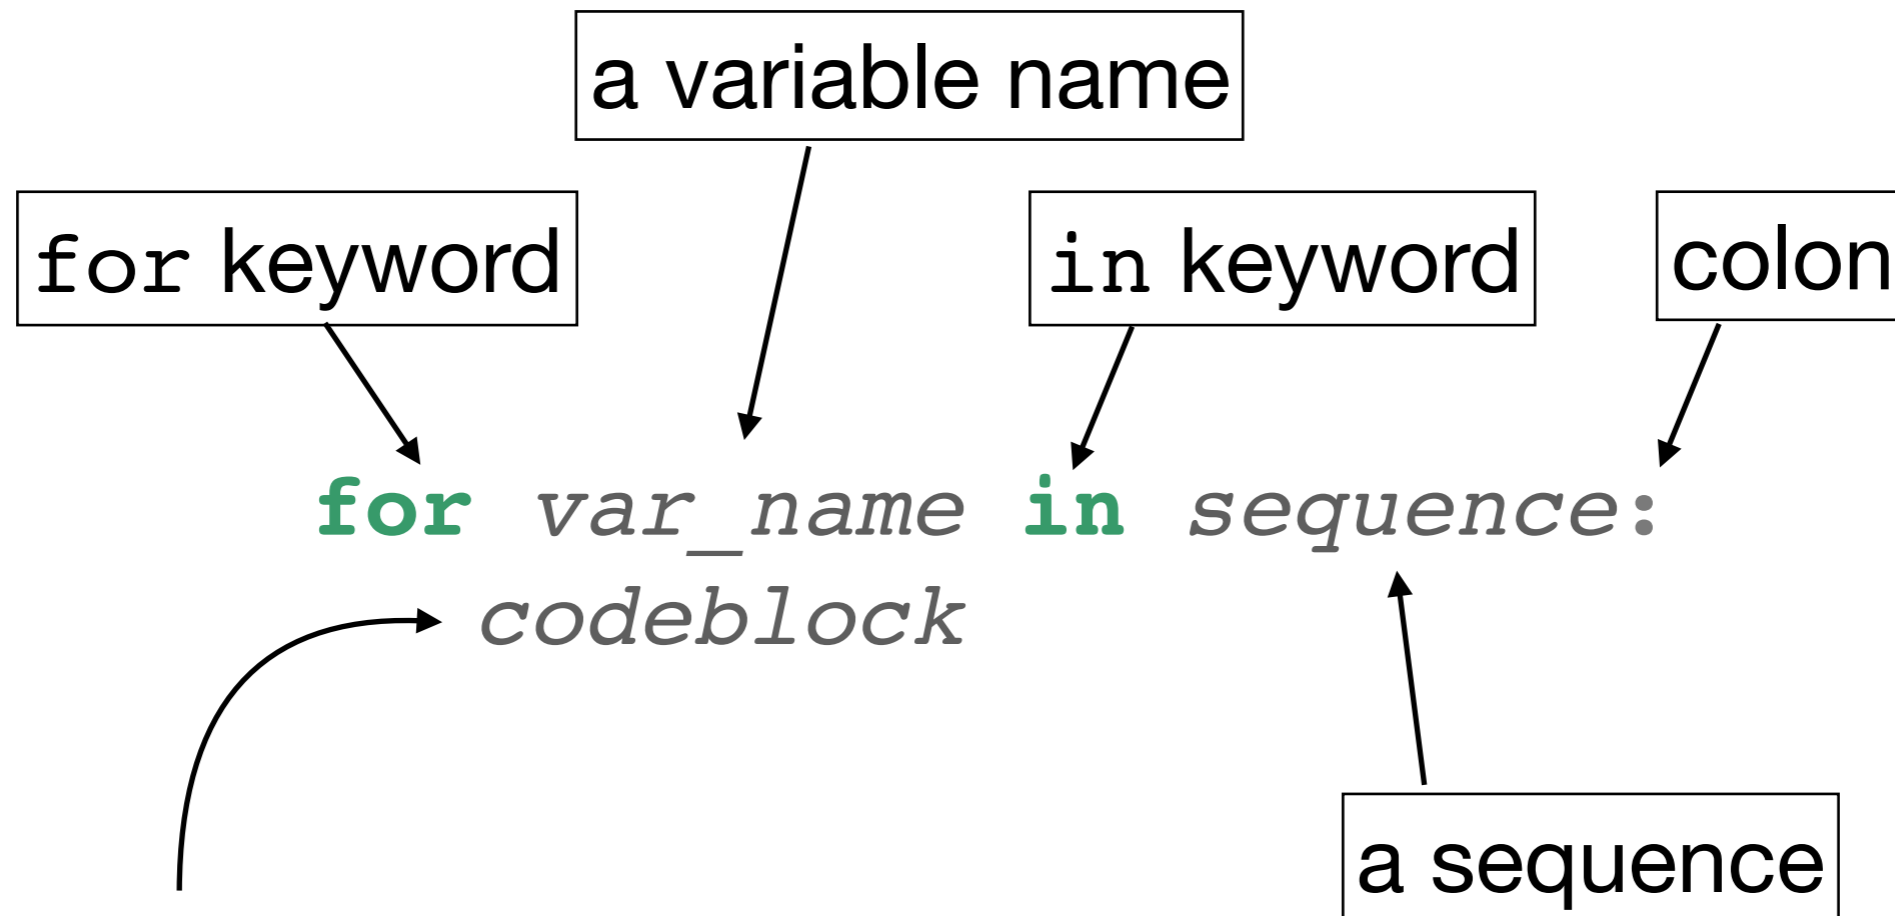 a variable name
for keyword
in keyword
colon
for var_name in sequence:
codeblock
a sequence